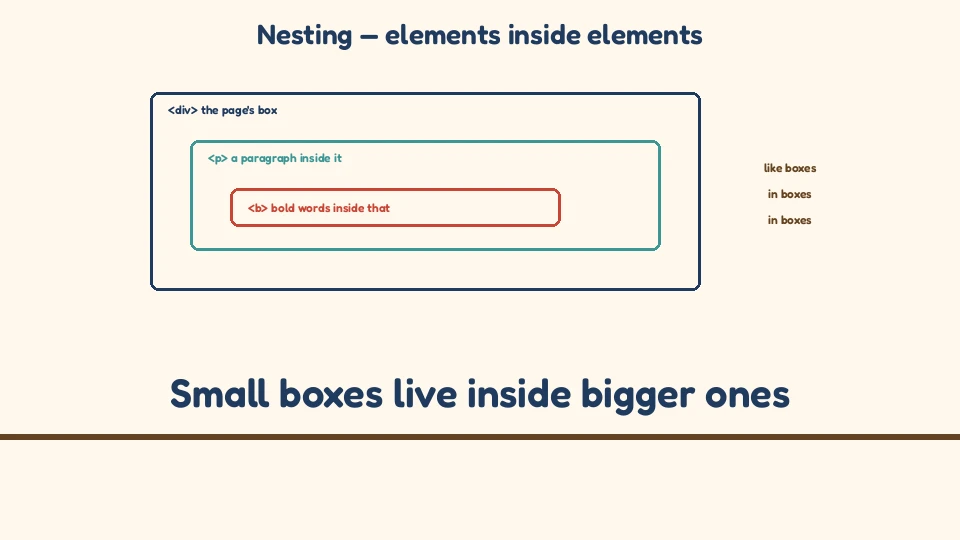 Nesting — elements inside elements
<div> the page's box
<p> a paragraph inside it
<b> bold words inside that
like boxes
in boxes
in boxes
Small boxes live inside bigger ones